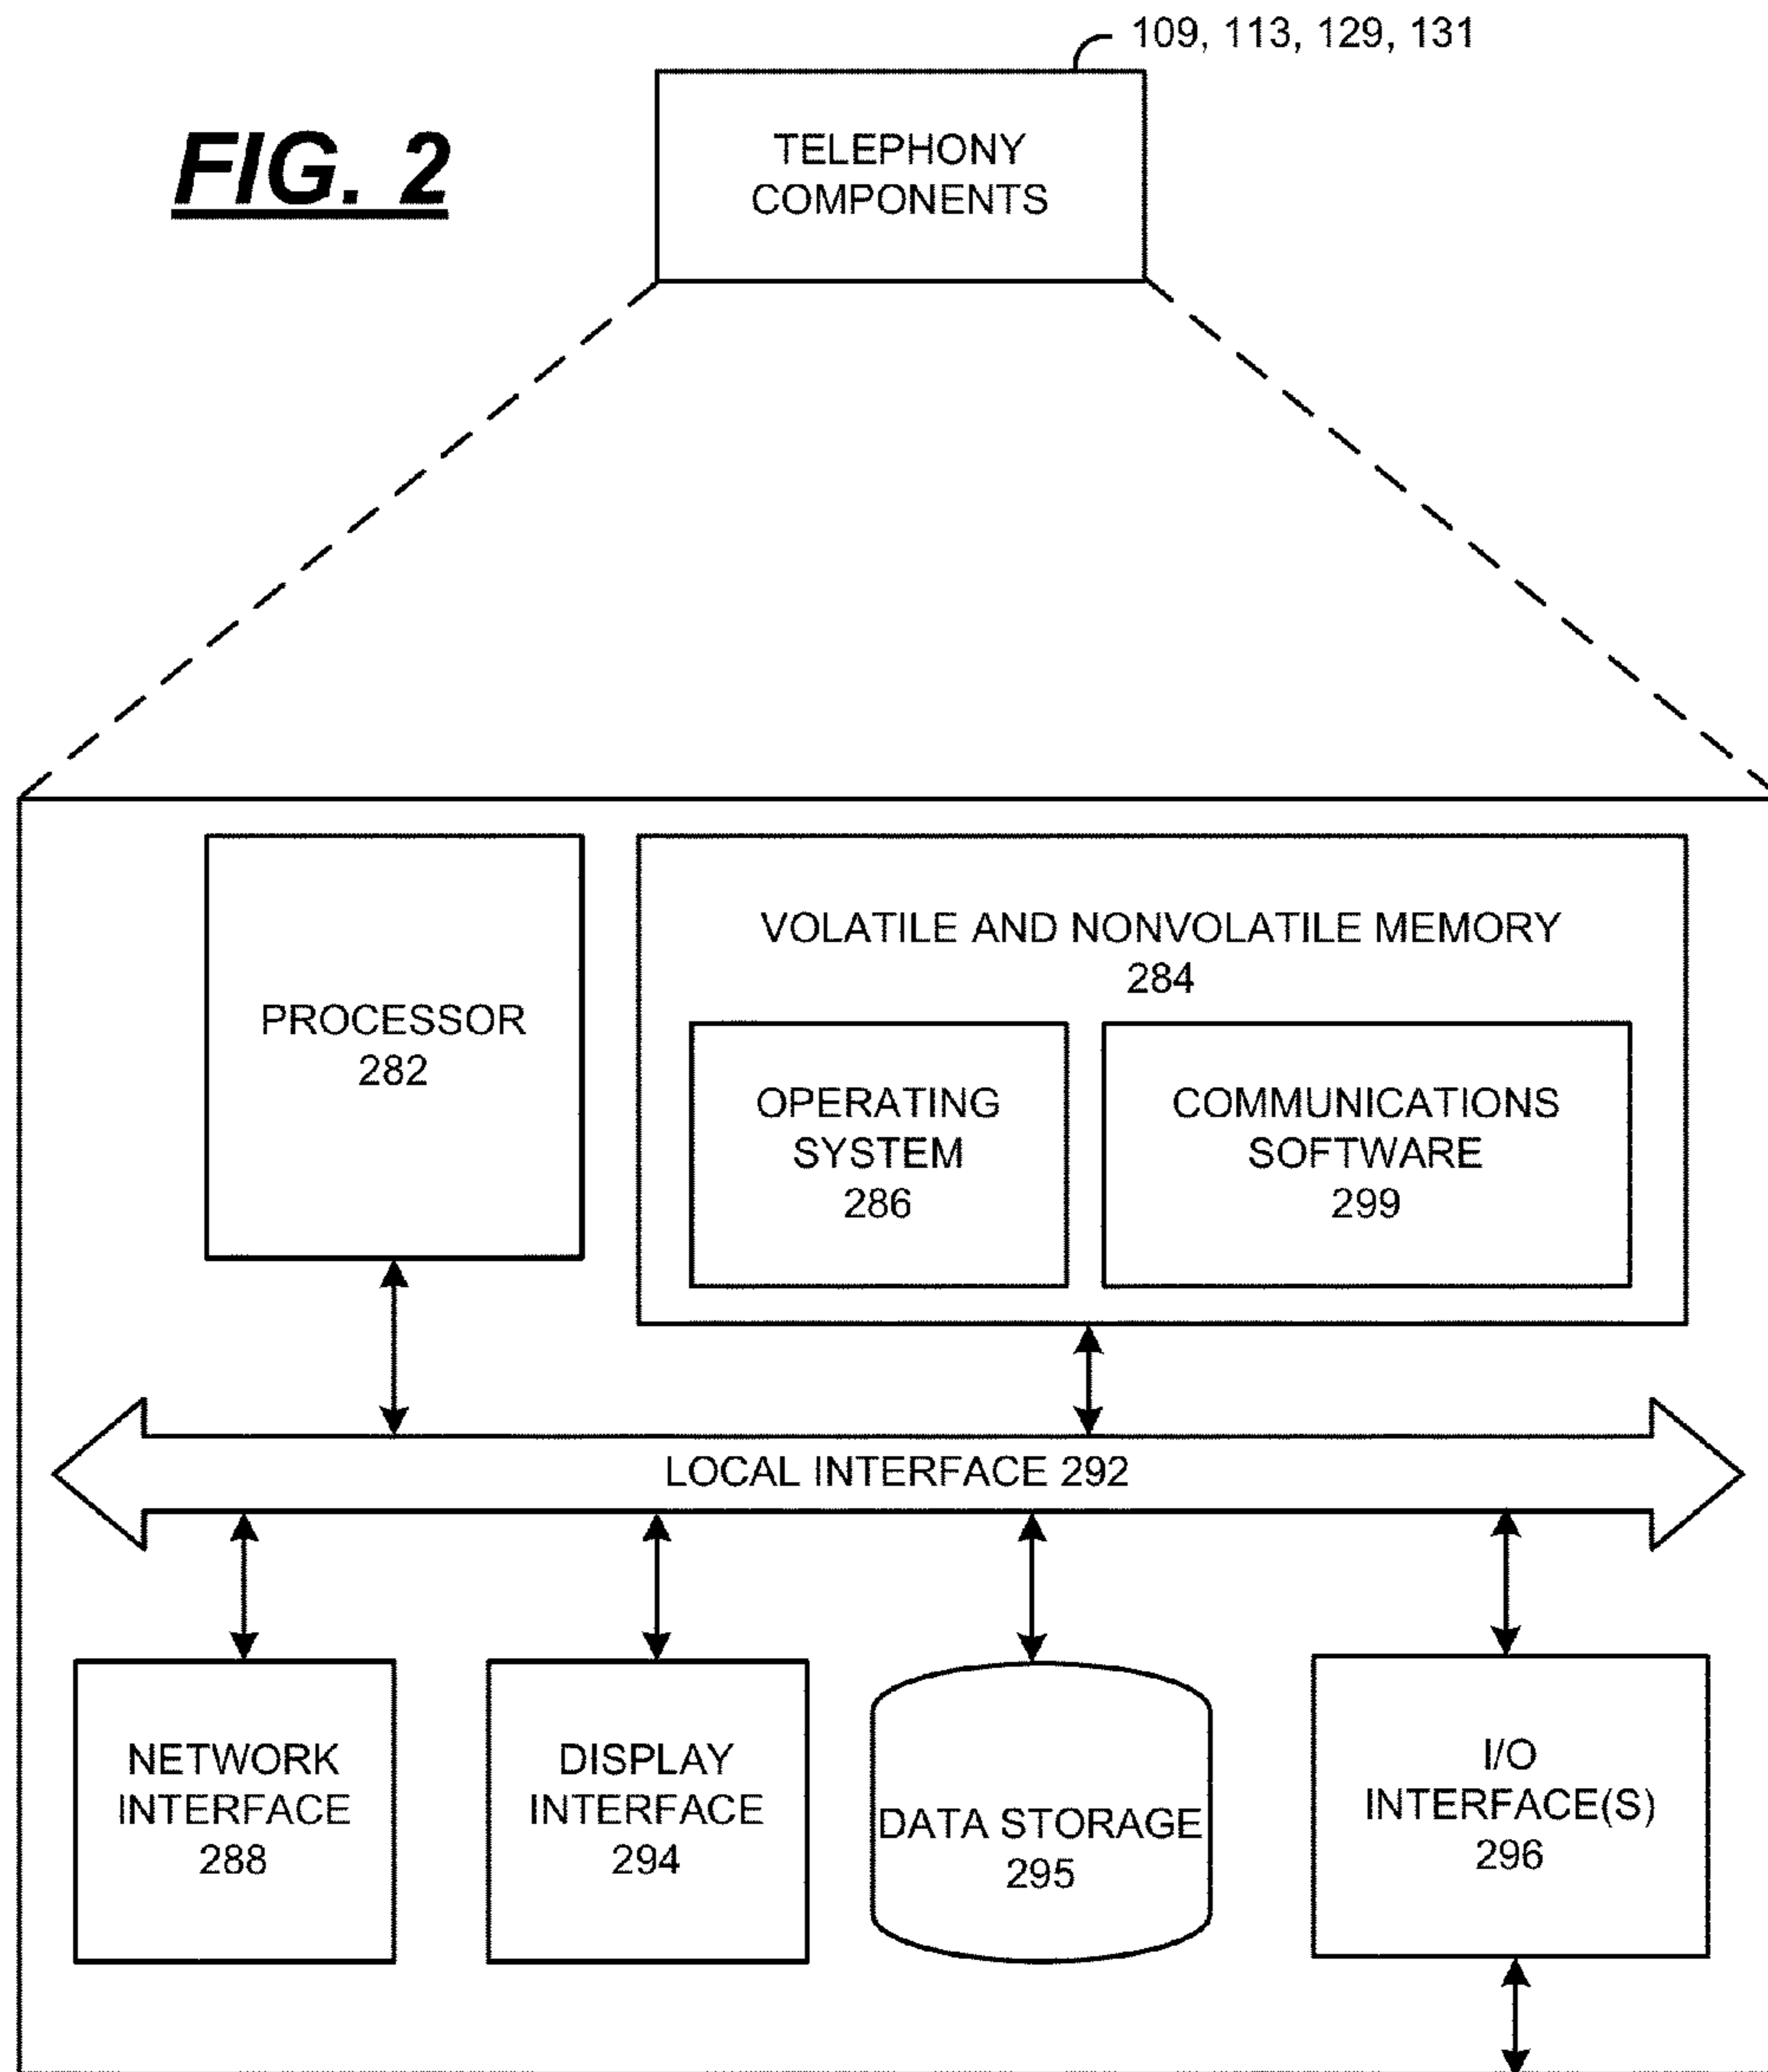 109, 113, 129, 131
FIG. 2
TELEPHONY
COMPONENTS
PROCESSOR
282
VOLATILE AND NONVOLATILE MEMORY
284
OPERATING
SYSTEM
286
COMMUNICATIONS
SOFTWARE
299
LOCAL INTERFACE 292
NETWORK
INTERFACE
288
DISPLAY
INTERFACE
294
DATA STORAGE
295
I/O
INTERFACE(S)
296